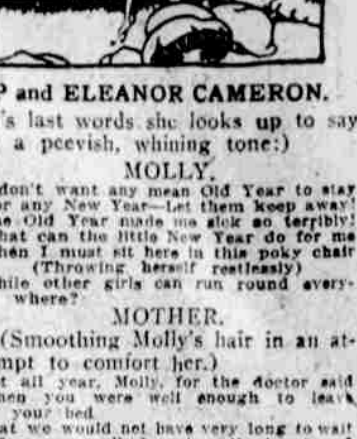 P and ELEANOR CAMERON.
's last words she looks up to say
a peevish, whining tone:)
MOLLY.
don't want any mean Old Year to stay
or any New Year—Let them keep away!
he Old Year made me sick so terribly!
hat can the little New Year do for me
hen I must sit here in this poky chair
(Throwing herself restlessly)
hile other girls can run round every-
where?
MOTHER.
(Smoothing Molly's hair in an at-
mpt to comfort her.)
t all year, Molly, for the doctor said
hen you were well enough to leave
your bed
at we would not have very long to wait